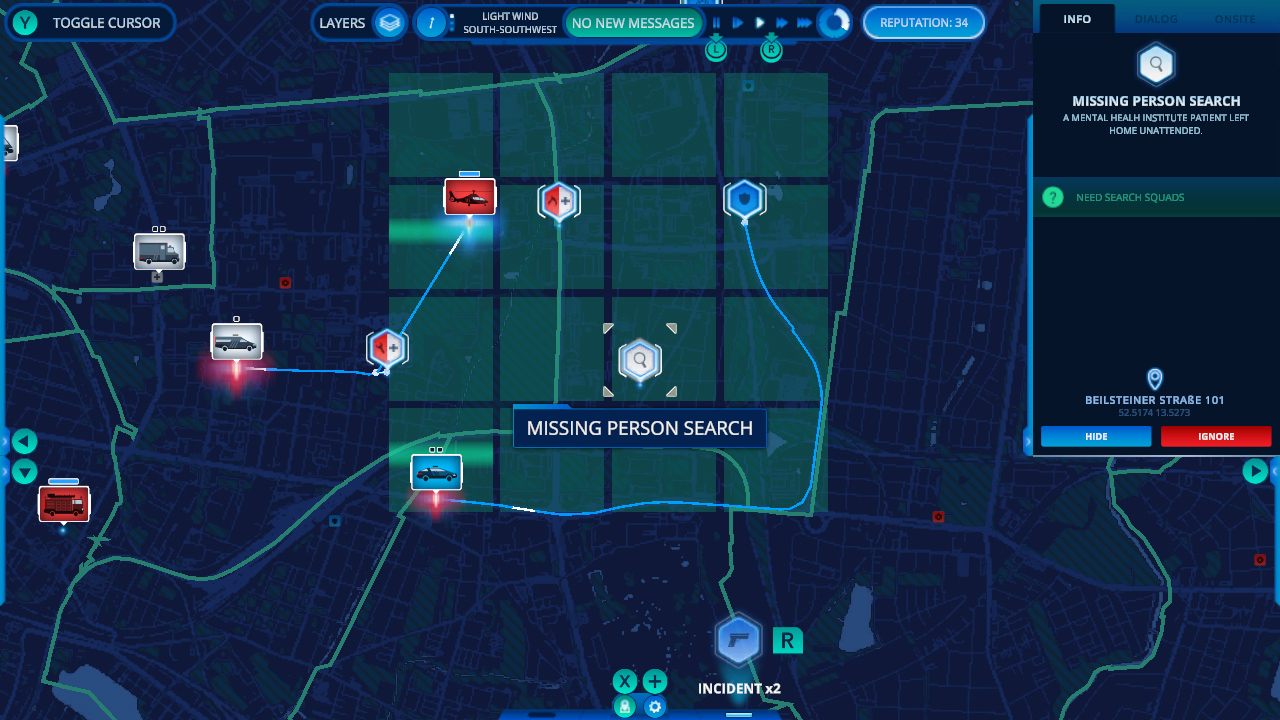 Y TOGGLE CURSOR
LAYERS
LIGHT WIND
SOUTH-SOUTHWEST
NO NEW MESSAGES
L
R
REPUTATION: 34
INFO
DIALOG
ONSITE
MISSING PERSON SEARCH
A MENTAL HEALH INSTITUTE PATIENT LEFT
HOME UNATTENDED.
? NEED SEARCH SQUADS
MISSING PERSON SEARCH
BEILSTEINER STRAßE 101
52.5174 13.5273
HIDE
IGNORE
R
X
INCIDENT x2